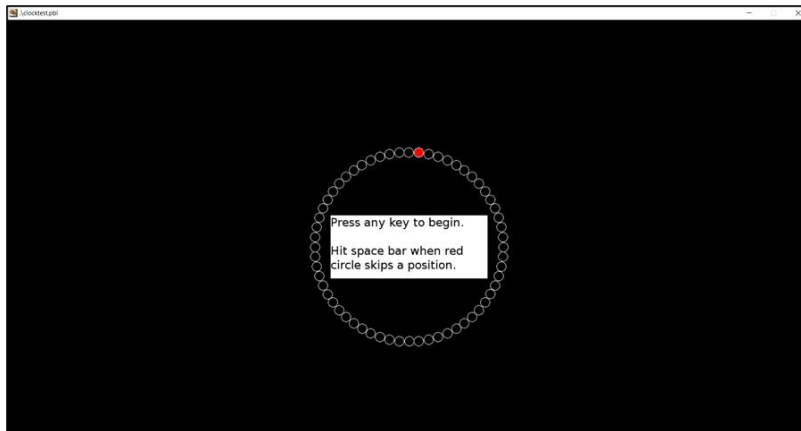 .\clocktest.pbl
Press any key to begin.
Hit space bar when red
circle skips a position.